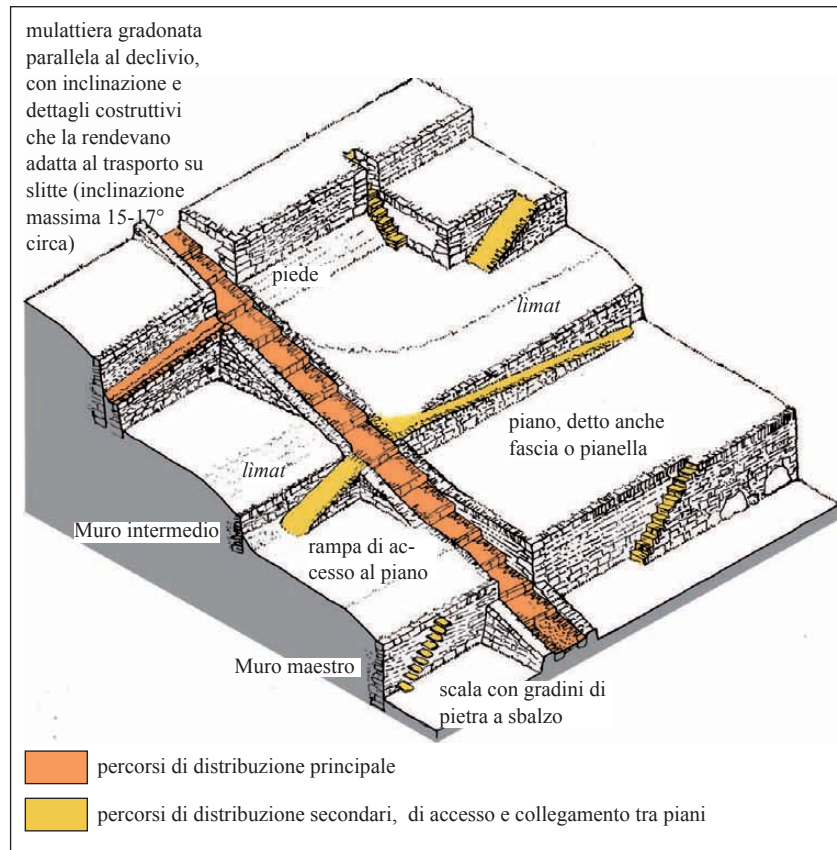 mulattiera gradonata
parallela al declivio,
con inclinazione e
dettagli costruttivi
che la rendevano
adatta al trasporto su
slitte (inclinazione
massima 15-17°
circa)
piede
limat
piano, detto anche
fascia o pianella
limat
Muro intermedio
rampa di ac-
cesso al piano
Muro maestro
scala con gradini di
pietra a sbalzo
percorsi di distribuzione principale
percorsi di distribuzione secondari, di accesso e collegamento tra piani